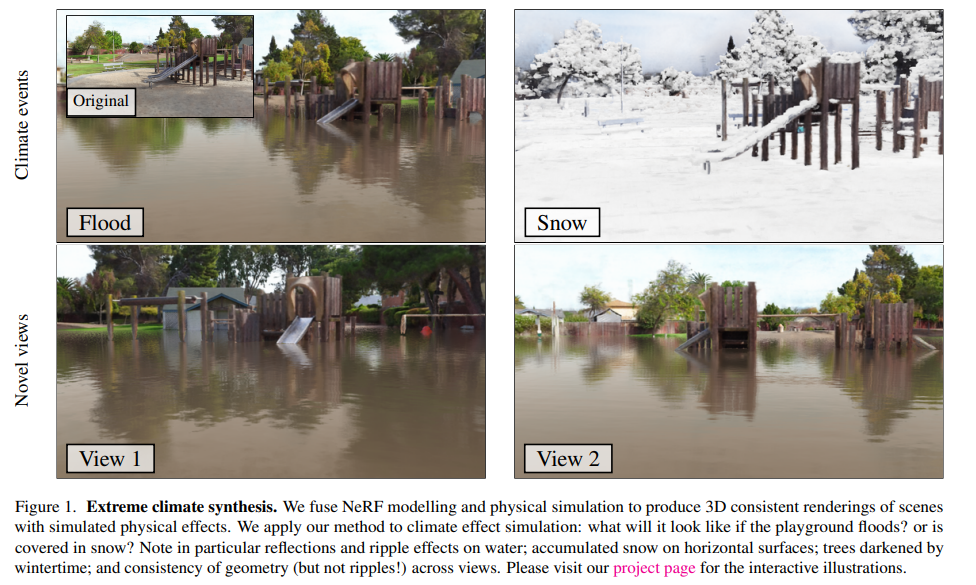 Climate events
Original
Flood
Snow
Novel views
View 1
View 2
Figure 1. Extreme climate synthesis. We fuse NeRF modelling and physical simulation to produce 3D consistent renderings of scenes
with simulated physical effects. We apply our method to climate effect simulation: what will it look like if the playground floods? or is
covered in snow? Note in particular reflections and ripple effects on water; accumulated snow on horizontal surfaces; trees darkened by
wintertime; and consistency of geometry (but not ripples!) across views. Please visit our project page for the interactive illustrations.